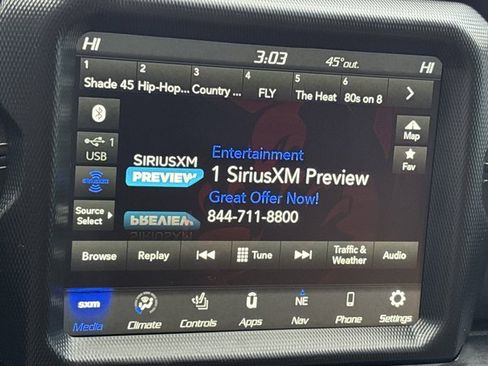 HI 3:03 45°out. HI
1 2 3 4 5 6
Shade 45 Hip-Hop... Country ... FLY The Heat 80s on 8
Map
1
USB
Fav
SIRIUSXM
PREVIEW
Entertainment
1 SiriusXM Preview
Great Offer Now!
844-711-8800
Source
Select
PREVIEW
SIRIUSXM
Browse Replay Tune Traffic &
Weather Audio
sxm NE
Media Climate Controls Apps Nav Phone Settings